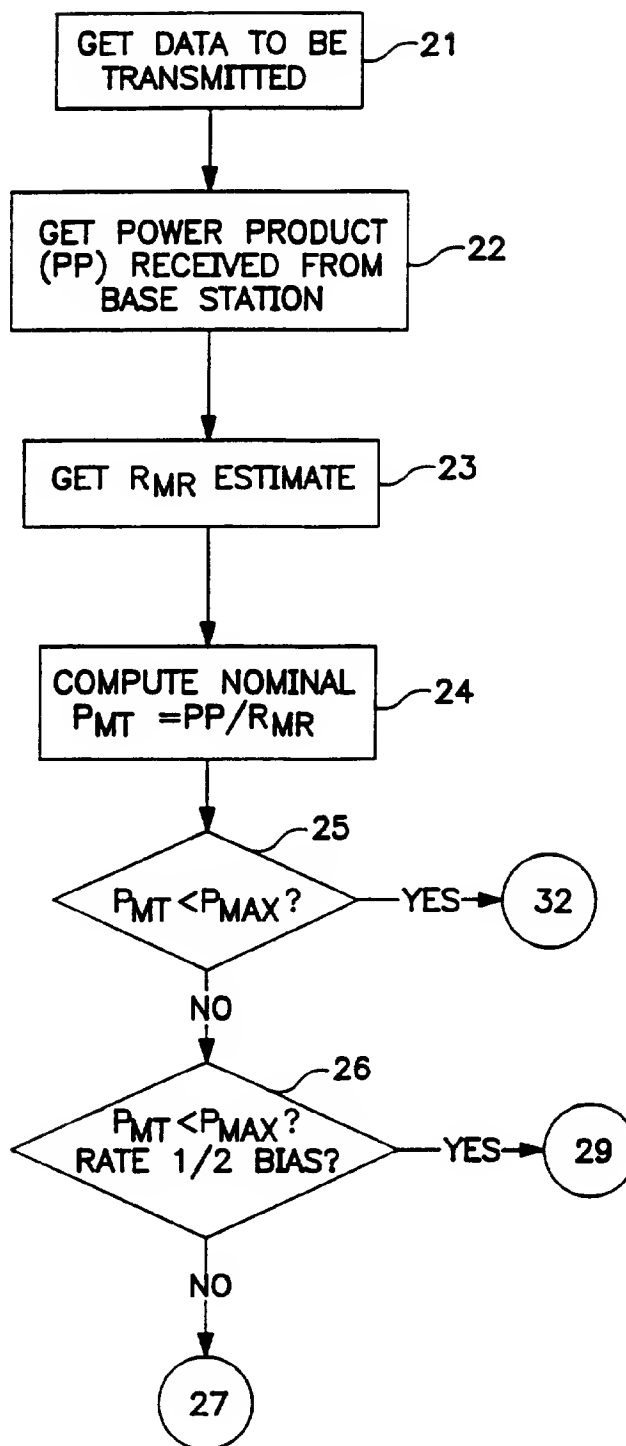 GET DATA TO BE
TRANSMITTED
21
GET POWER PRODUCT
(PP) RECEIVED FROM
BASE STATION
22
GET RMR ESTIMATE
23
COMPUTE NOMINAL
PMT =PP/RMR
24
25
PMT <PMAX?
YES
32
NO
26
PMT <PMAX?
RATE 1/2 BIAS?
YES
29
NO
27